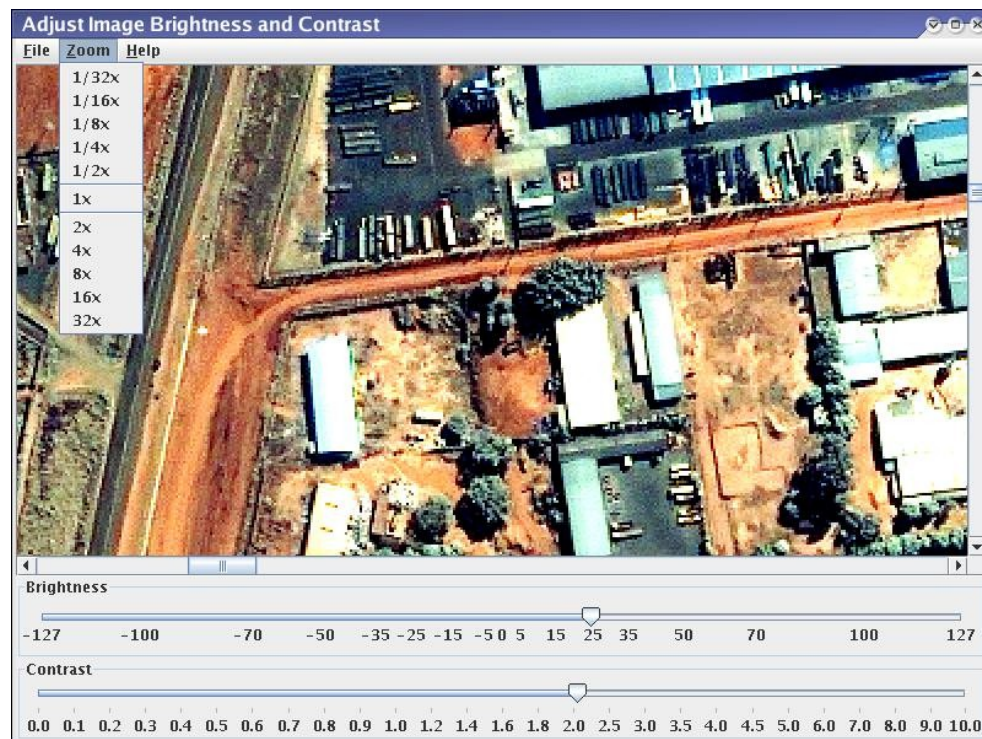 Adjust Image Brightness and Contrast
File Zoom Help
1/32x
1/16x
1/8x
1/4x
1/2x
1x
2x
4x
8x
16x
32x
Brightness
-127 -100 -70 -50 -35 -25 -15 -5 0 5 15 25 35 50 70 100 127
Contrast
0.0 0.1 0.2 0.3 0.4 0.5 0.6 0.7 0.8 0.9 1.0 1.2 1.4 1.6 1.8 2.0 2.5 3.0 3.5 4.0 4.5 5.0 6.0 7.0 8.0 9.0 10.0